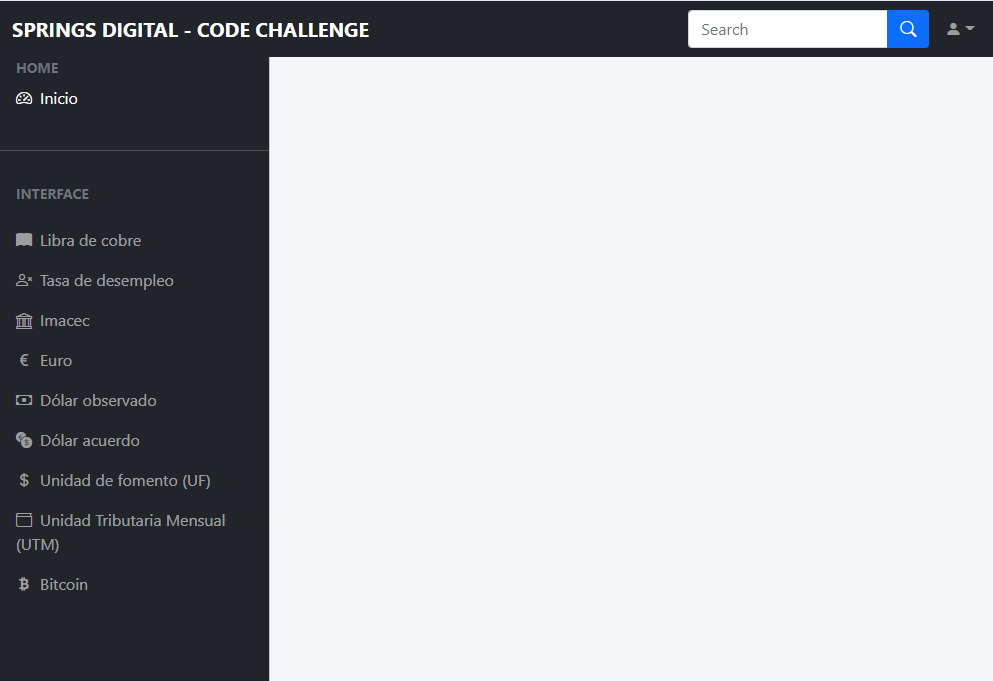 SPRINGS DIGITAL - CODE CHALLENGE
Search
HOME
Inicio
INTERFACE
Libra de cobre
Tasa de desempleo
Imacec
€ Euro
Dólar observado
Dólar acuerdo
$ Unidad de fomento (UF)
Unidad Tributaria Mensual
(UTM)
Bitcoin